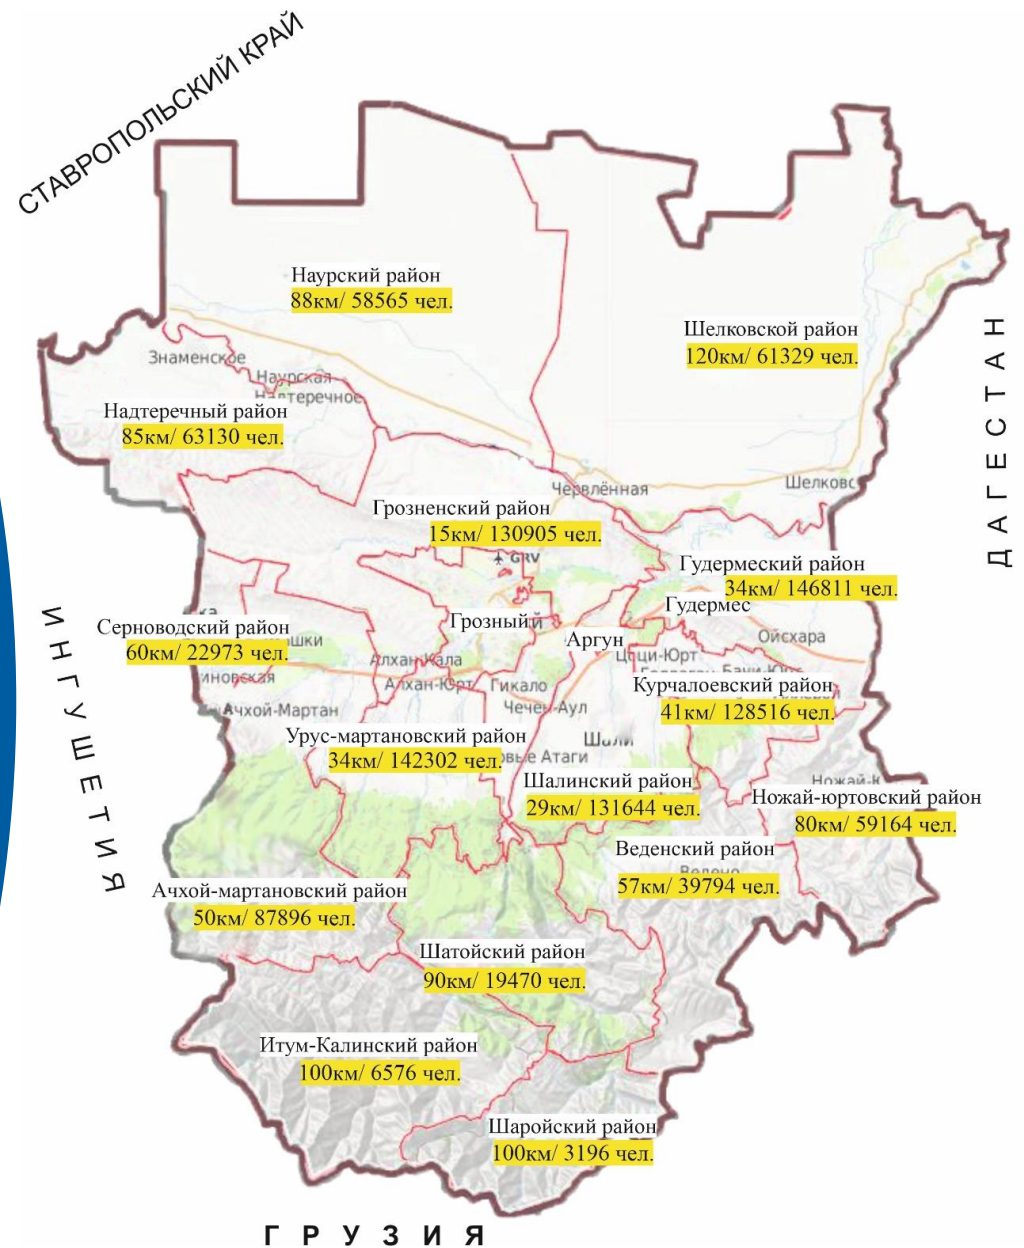 СТАВРОПОЛЬСКИЙ КРАЙ
Наурский район
88км/ 58565 чел.
Шелковской район
120км/ 61329 чел.
ДАГЕСТАН
Знаменское
Наурская
Надтеречное
Надтеречный район
85км/ 63130 чел.
Червлённая
Шелковс
Грозненский район
15км/ 130905 чел.
GRV
Гудермеский район
34км/ 146811 чел.
Гудермес
ИНГУШЕТИЯ
Серноводский район
60км/ 22973 чел.
Грозный
Аргун
Ойсхара
Цоци-Юрт
Алхан-Кала
Алхан-Юрт
Гикало
Чечен-Аул
Курчалоевский район
41км/ 128516 чел.
Ачхой-Мартан
Урус-мартановский район
34км/ 142302 чел.
Шали
овые Атаги
Шалинский район
29км/ 131644 чел.
Ножай-К
Ножай-юртовский район
80км/ 59164 чел.
Веденский район
Ведено
57км/ 39794 чел.
Ачхой-мартановский район
50км/ 87896 чел.
Шатойский район
90км/ 19470 чел.
Итум-Калинский район
100км/ 6576 чел.
Шаройский район
100км/ 3196 чел.
ГРУЗИЯ